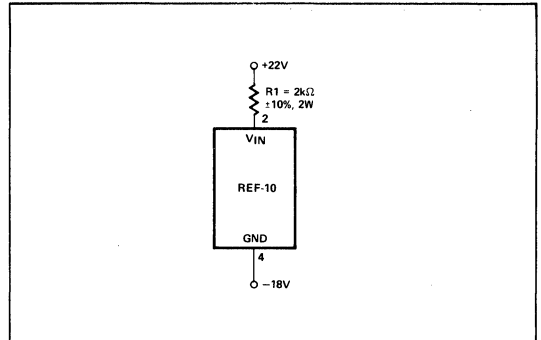 +22V
R1 = 2kΩ
±10%, 2W
2
VIN
REF-10
GND
4
−18V